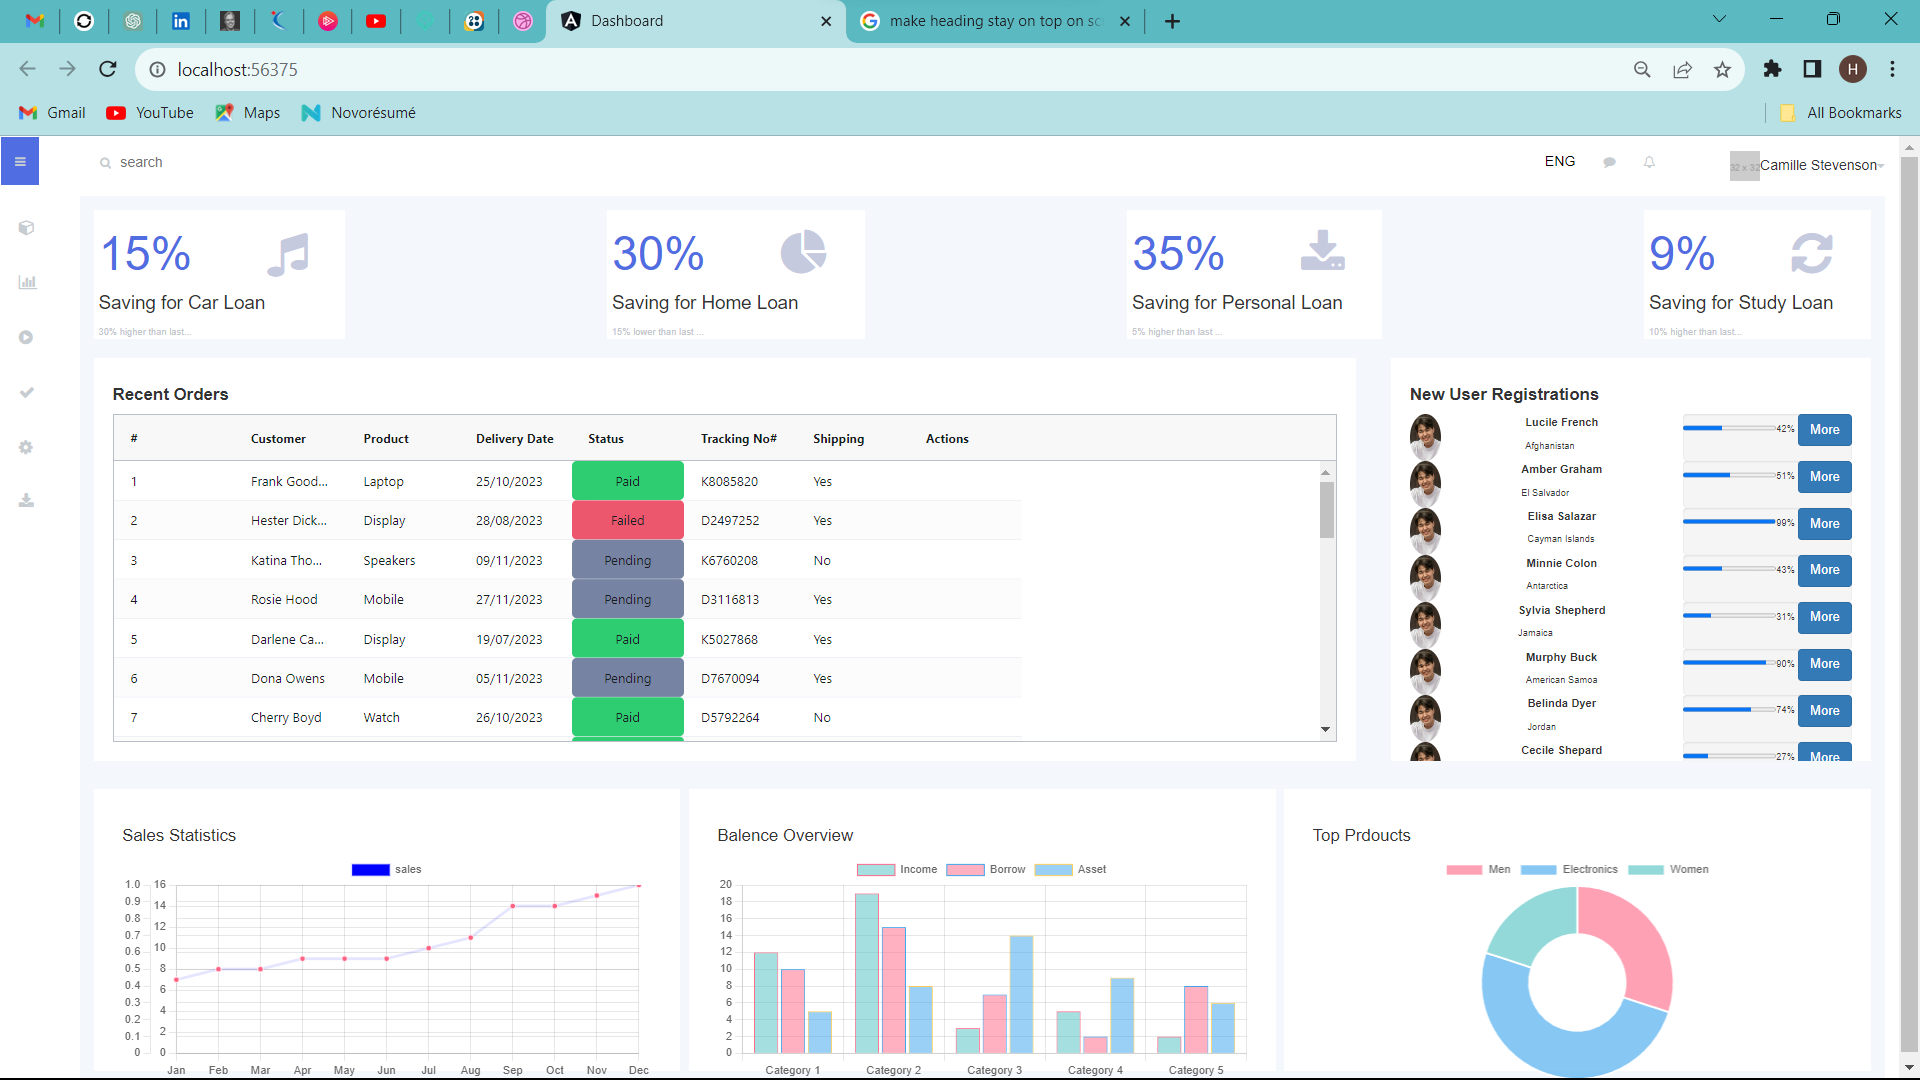 Dashboard
make heading stay on top on sc
localhost:56375
H
Gmail
YouTube
Maps
Novorésumé
All Bookmarks
search
ENG
32 x 32
Camille Stevenson
15%
Saving for Car Loan
30% higher than last...
30%
Saving for Home Loan
15% lower than last ...
35%
Saving for Personal Loan
5% higher than last ...
9%
Saving for Study Loan
10% higher than last...
Recent Orders
# Customer Product Delivery Date Status Tracking No# Shipping Actions
1 Frank Good... Laptop 25/10/2023 Paid K8085820 Yes
2 Hester Dick... Display 28/08/2023 Failed D2497252 Yes
3 Katina Tho... Speakers 09/11/2023 Pending K6760208 No
4 Rosie Hood Mobile 27/11/2023 Pending D3116813 Yes
5 Darlene Ca... Display 19/07/2023 Paid K5027868 Yes
6 Dona Owens Mobile 05/11/2023 Pending D7670094 Yes
7 Cherry Boyd Watch 26/10/2023 Paid D5792264 No
New User Registrations
Lucile French 42% More
Afghanistan
Amber Graham 51% More
El Salvador
Elisa Salazar 99% More
Cayman Islands
Minnie Colon 43% More
Antarctica
Sylvia Shepherd 31% More
Jamaica
Murphy Buck 90% More
American Samoa
Belinda Dyer 74% More
Jordan
Cecile Shepard 27% More
Sales Statistics
sales
1.0 16
0.9 14
0.8
0.7 12
0.6 10
0.5 8
0.4 6
0.3 4
0.2 2
0.1
0 0
Jan Feb Mar Apr May Jun Jul Aug Sep Oct Nov Dec
Balence Overview
Income Borrow Asset
20
18
16
14
12
10
8
6
4
2
0
Category 1 Category 2 Category 3 Category 4 Category 5
Top Prdoucts
Men Electronics Women